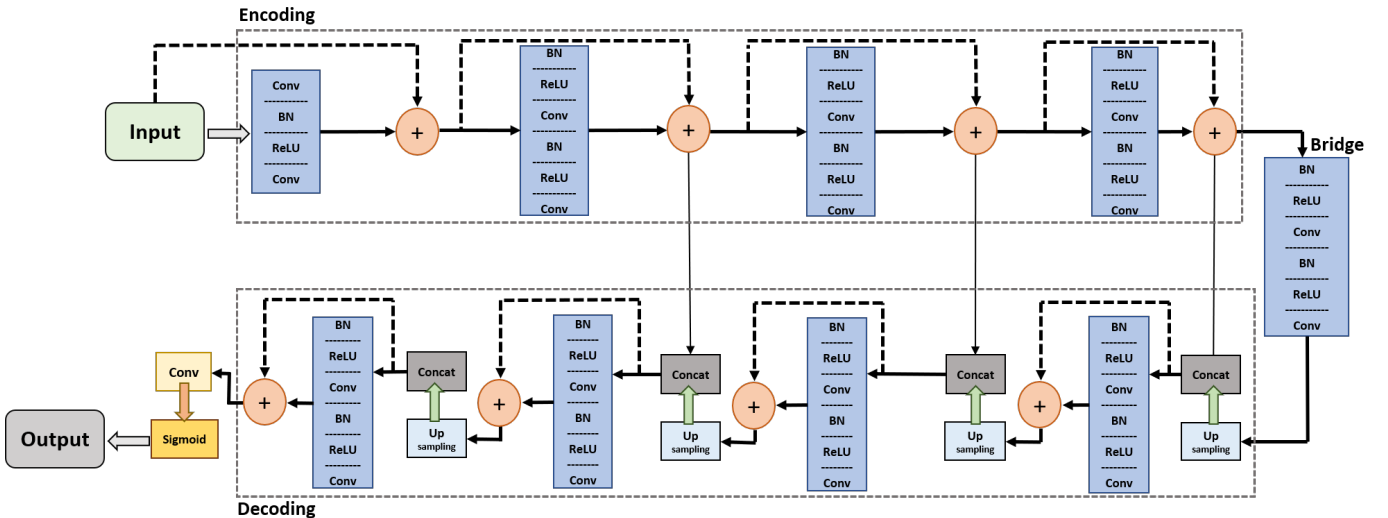 Encoding
Input
Conv
BN
ReLU
Conv
+
BN
ReLU
Conv
BN
ReLU
Conv
+
BN
ReLU
Conv
BN
ReLU
Conv
+
BN
ReLU
Conv
BN
ReLU
Conv
+
Bridge
BN
ReLU
Conv
BN
ReLU
Conv
Output
Conv
Sigmoid
+
BN
ReLU
Conv
BN
ReLU
Conv
Concat
Up
sampling
+
BN
ReLU
Conv
BN
ReLU
Conv
Concat
Up
sampling
+
BN
ReLU
Conv
BN
ReLU
Conv
Concat
Up
sampling
+
BN
ReLU
Conv
BN
ReLU
Conv
Concat
Up
sampling
Decoding